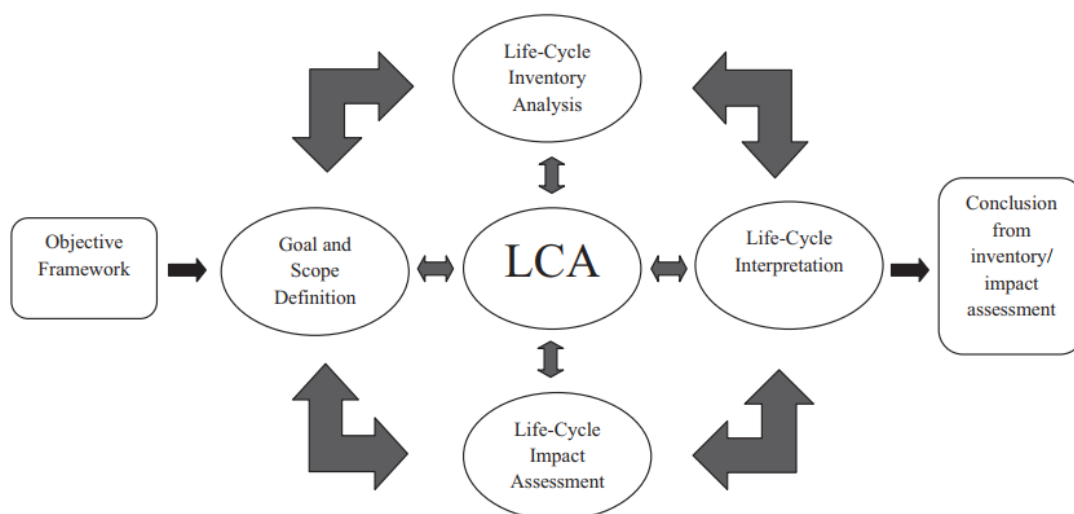 Life-Cycle
Inventory
Analysis
Objective
Framework
Goal and
Scope
Definition
LCA
Life-Cycle
Interpretation
Conclusion
from
inventory/
impact
assessment
Life-Cycle
Impact
Assessment